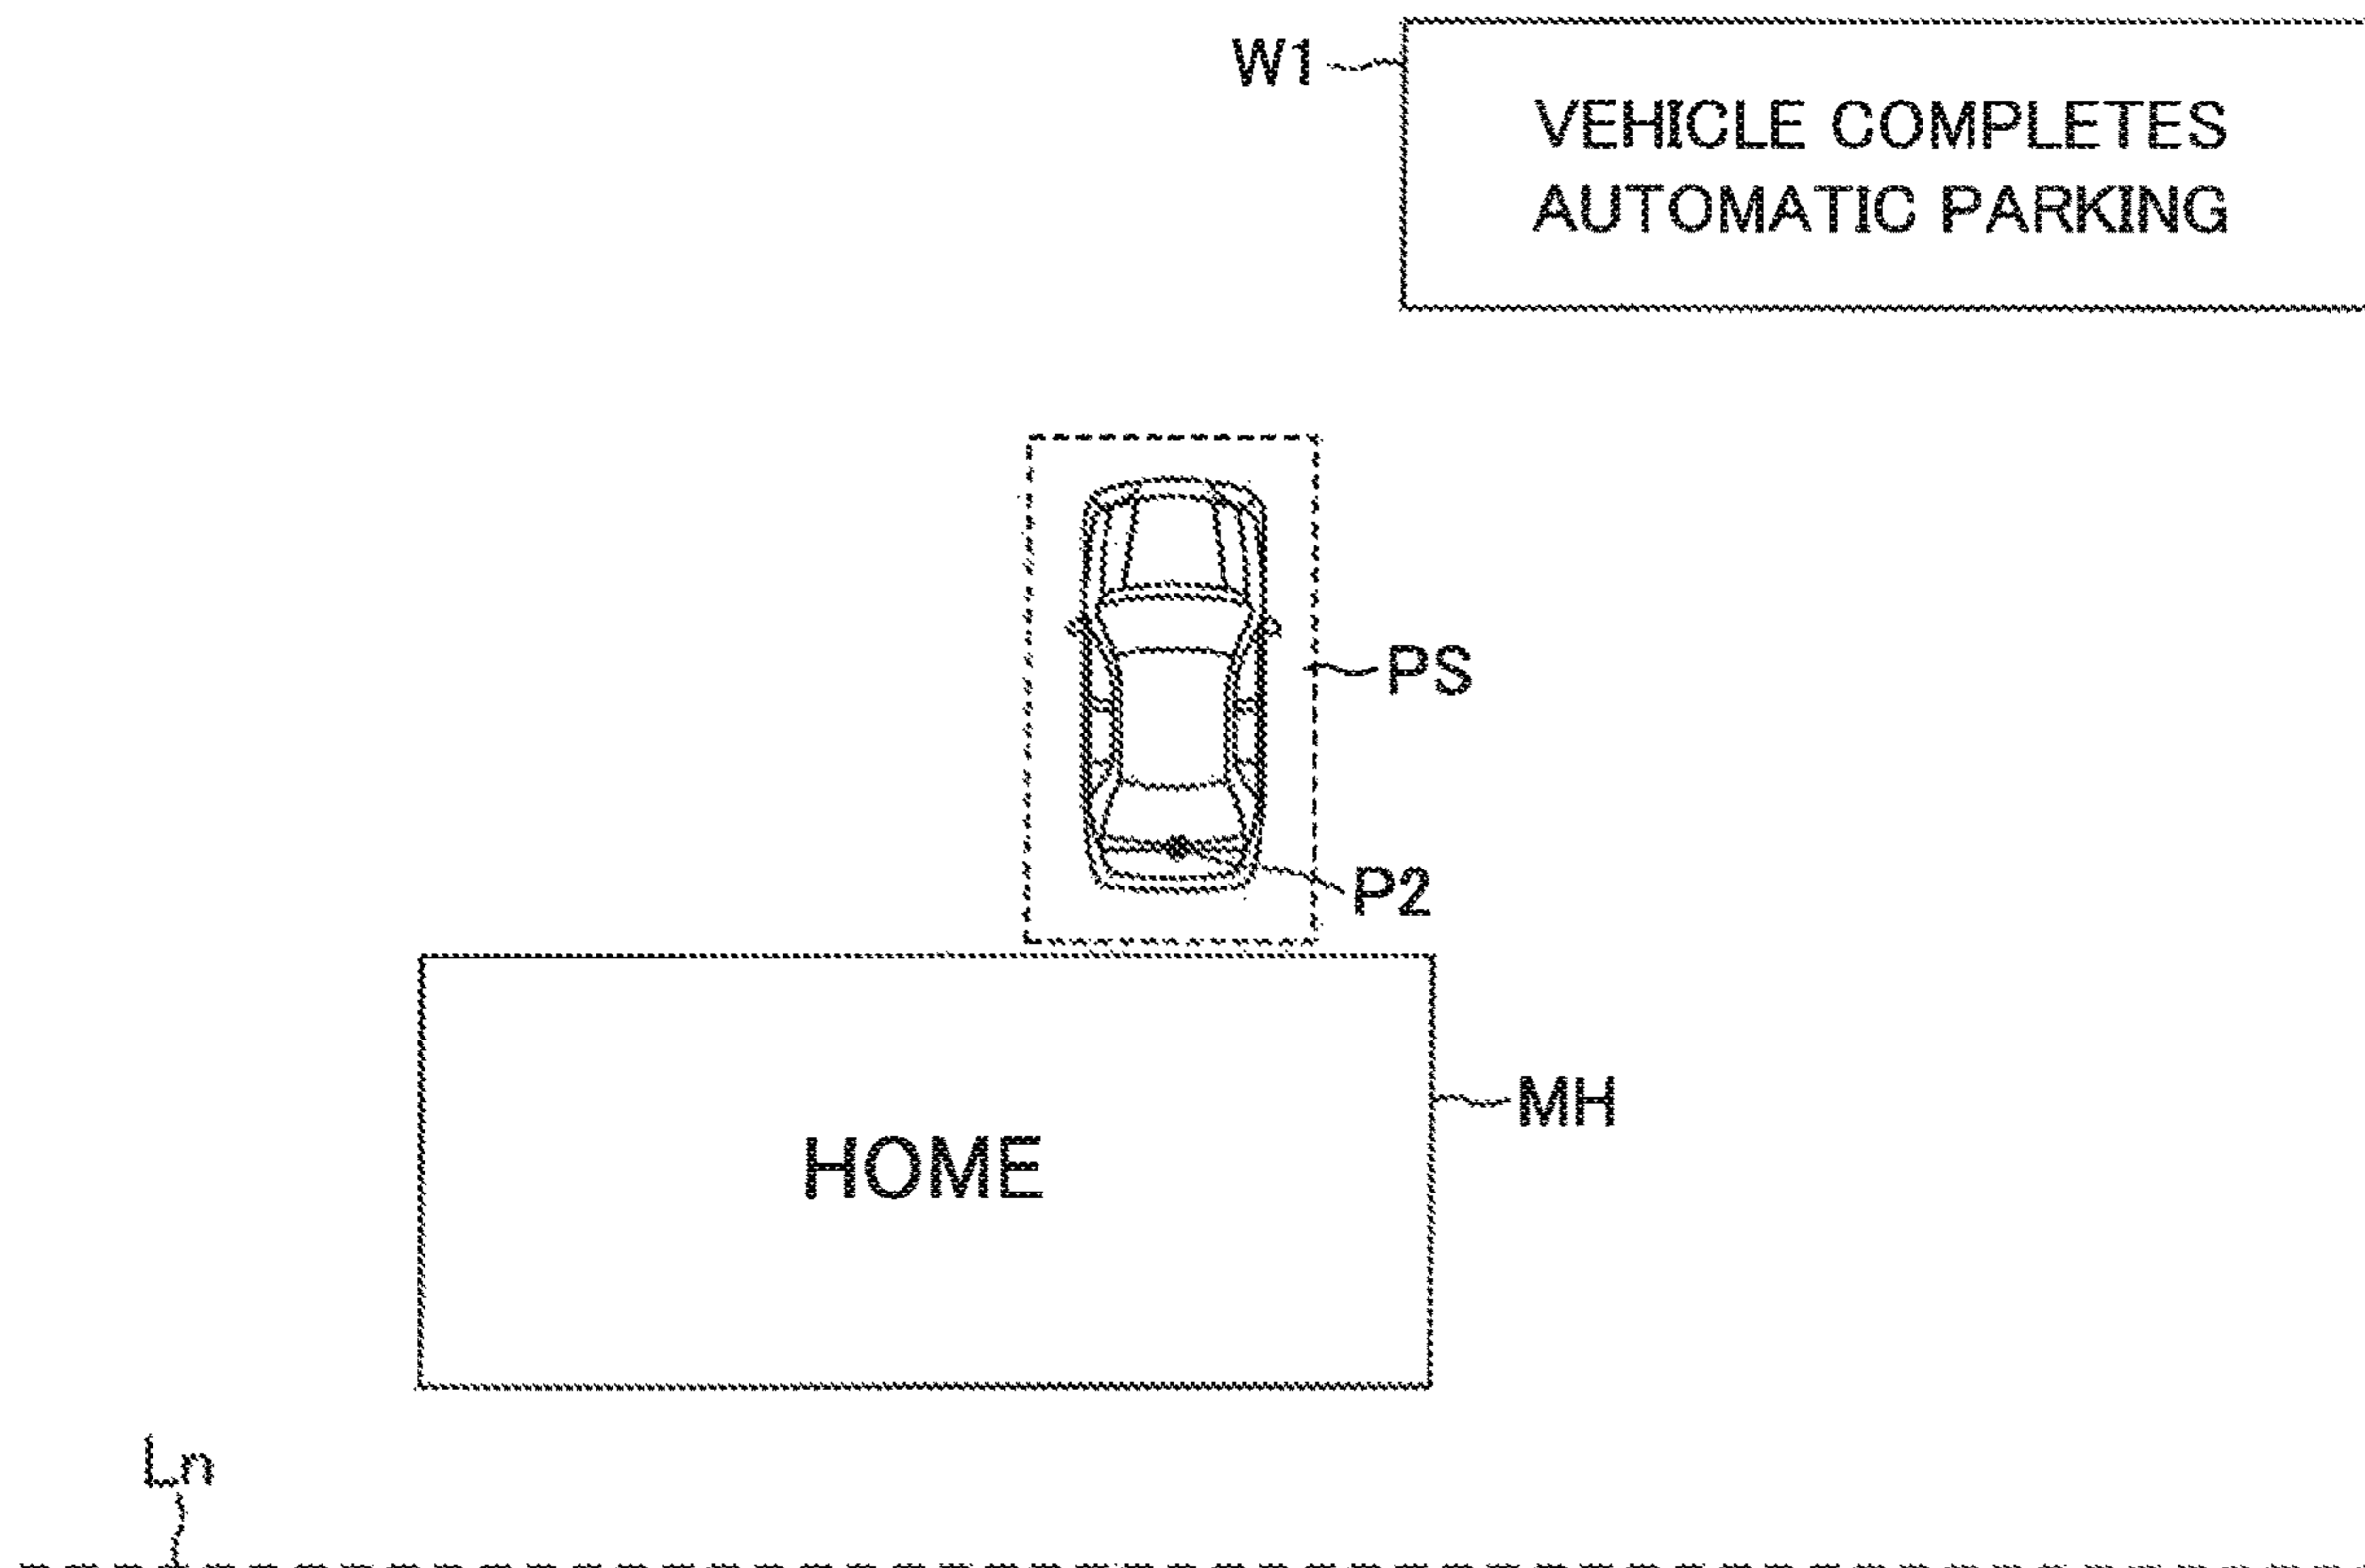 W1
VEHICLE COMPLETES
AUTOMATIC PARKING
PS
P2
MH
HOME
Ln